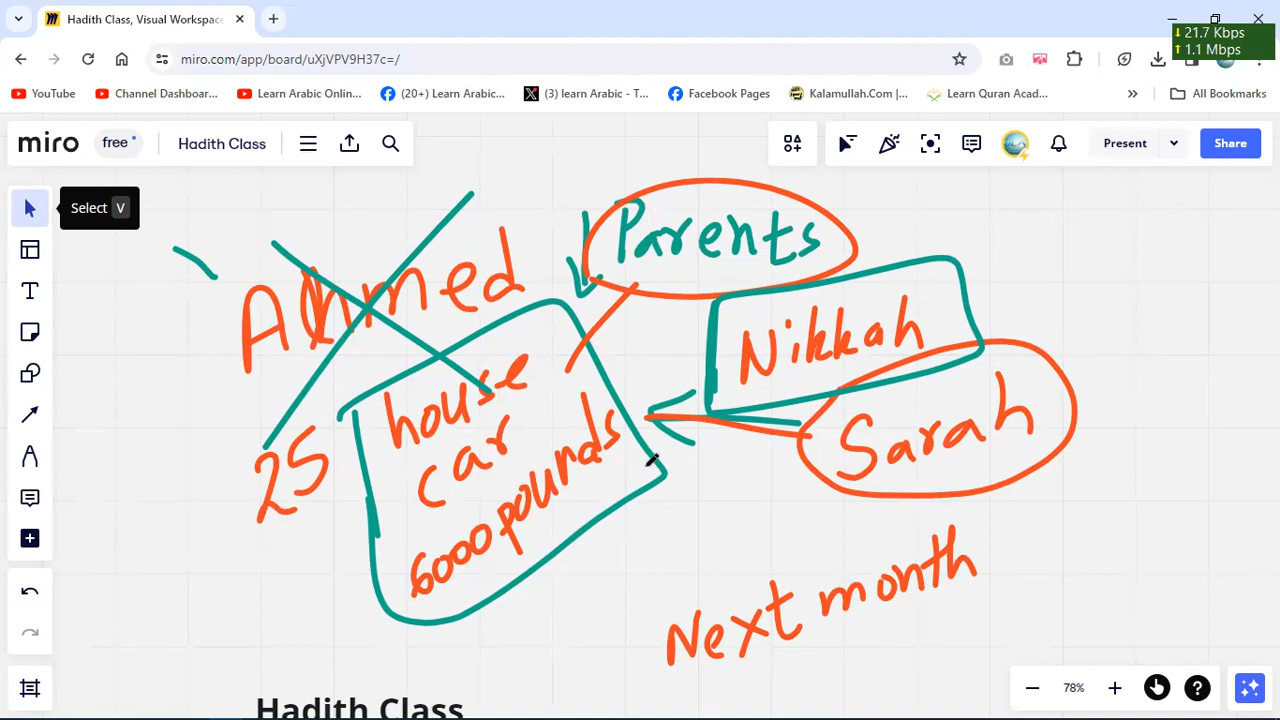 Hadith Class, Visual Workspac
21.7 Kbps
1.1 Mbps
miro.com/app/board/uXjVPV9H37c=/
YouTube
Channel Dashboar...
Learn Arabic Onlin...
(20+) Learn Arabic...
(3) learn Arabic - T...
Facebook Pages
Kalamullah.Com |...
Learn Quran Acad...
»
All Bookmarks
miro
free
Hadith Class
Present
Share
Select V
Parents
Ahmed
Nikkah
house
Sarah
car
25
6000 pounds
Next month
78%
Hadith Class